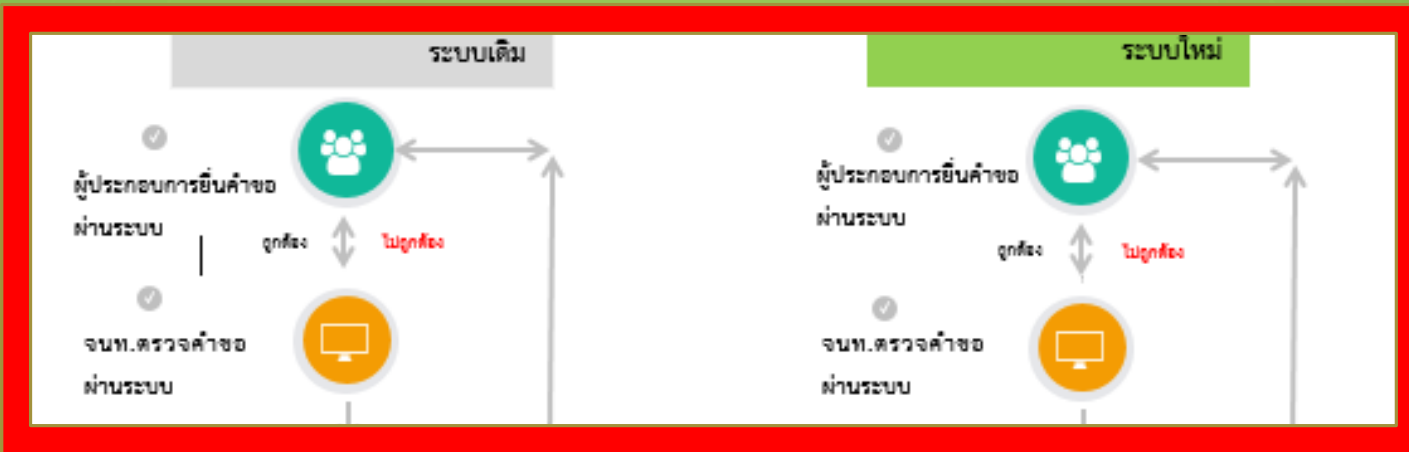 ระบบเดิม
ผู้ประกอบการยื่นคำขอ
ผ่านระบบ
ถูกต้อง
ไม่ถูกต้อง
จนท.ตรวจคำขอ
ผ่านระบบ
ระบบใหม่
ผู้ประกอบการยื่นคำขอ
ผ่านระบบ
ถูกต้อง
ไม่ถูกต้อง
จนท.ตรวจคำขอ
ผ่านระบบ